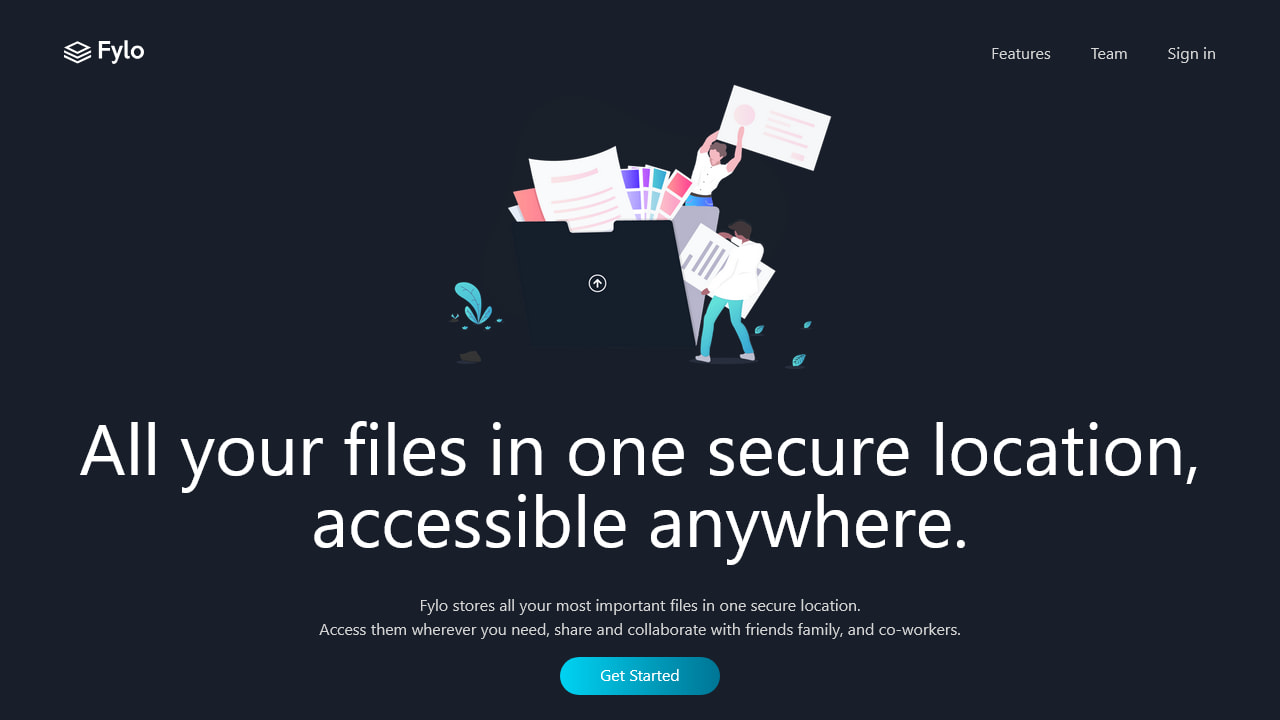 Fylo
Features
Team
Sign in
All your files in one secure location,
accessible anywhere.
Fylo stores all your most important files in one secure location.
Access them wherever you need, share and collaborate with friends family, and co-workers.
Get Started